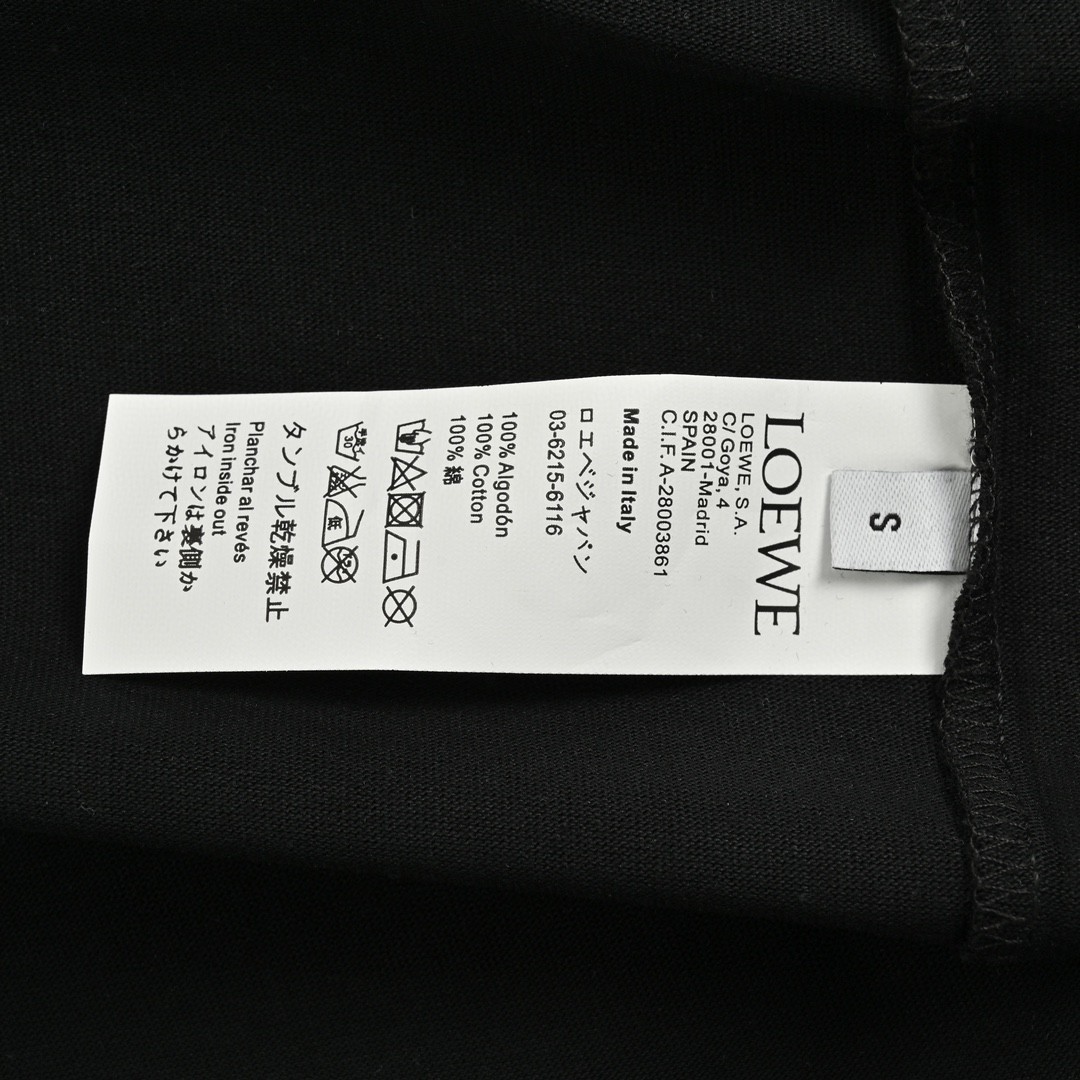 S
LOEWE
LOEWE, S.A.
C/ Goya, 4
28001-Madrid
SPAIN
C.I.F. A-28003861
Made in Italy
ロエベジャパン
03-6215-6116
100% Algodón
100% Cotton
100% 綿
低
タンブル乾燥禁止
Planchar al revés
Iron inside out
アイロンは裏側か
らかけて下さい